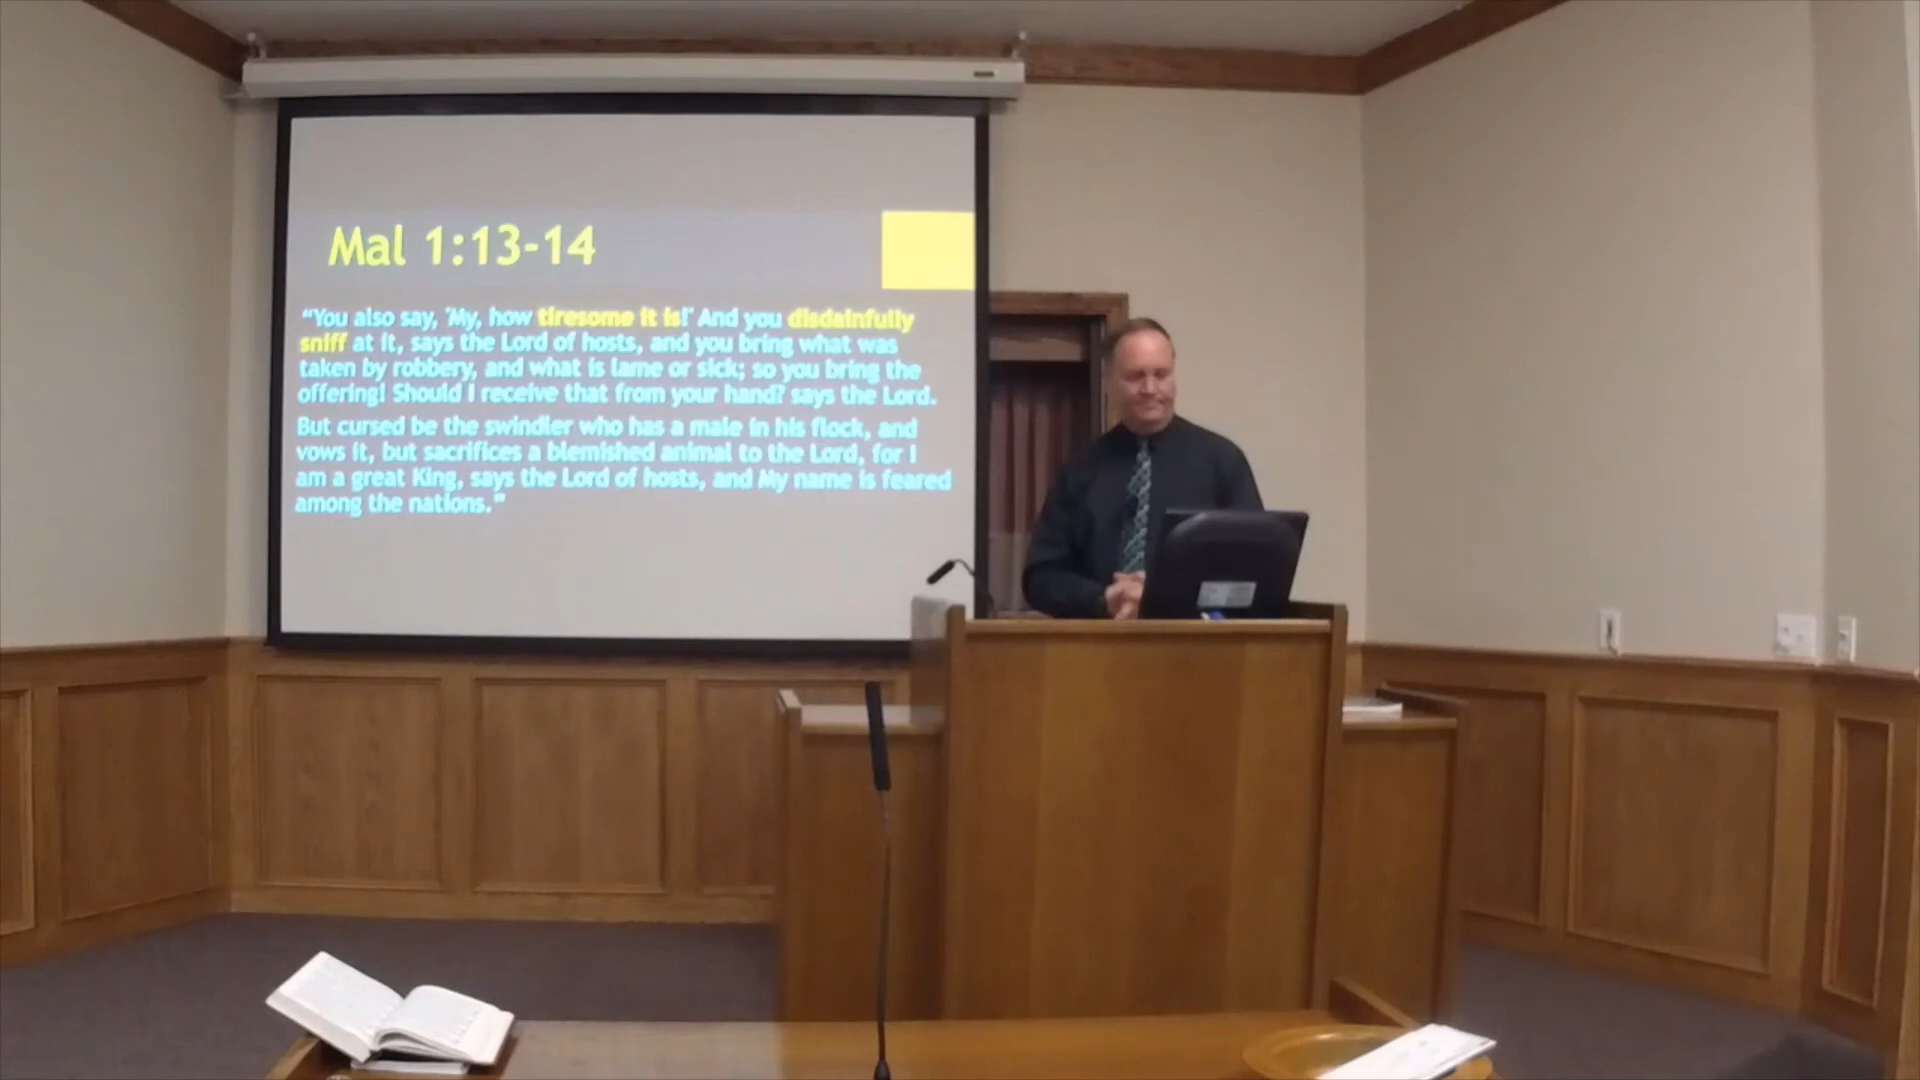 Mal 1:13-14
“You also say, ‘My, how tiresome it is!’ And you disdainfully
sniff at it, says the Lord of hosts, and you bring what was
taken by robbery, and what is lame or sick; so you bring the
offering! Should I receive that from your hand? says the Lord.
But cursed be the swindler who has a male in his flock, and
vows it, but sacrifices a blemished animal to the Lord, for I
am a great King, says the Lord of hosts, and My name is feared
among the nations.”